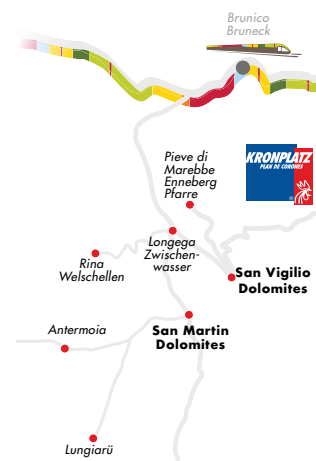 Brunico
Bruneck
Pieve di
Marebbe
Enneberg
Pfarre
KRONPLATZ
PLAN DE CORONES
®
Longega
Zwischen-
wasser
Rina
Welschellen
San Vigilio
Dolomites
Antermoia
San Martin
Dolomites
Lungiarü